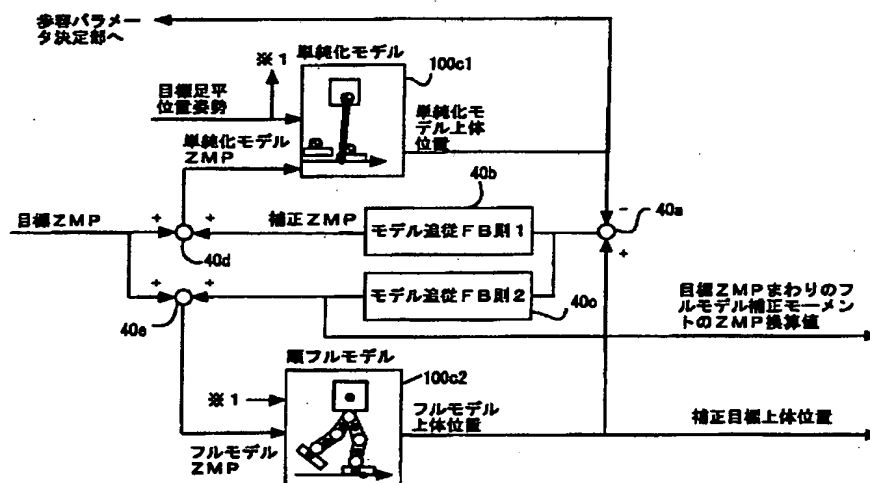 歩容パラメー
タ決定部へ
※1
単純化モデル
100c1
目標足平
位置姿勢
単純化モ
デル上体
位置
単純化モデル
ZMP
40b
目標ZMP
+
+
補正ZMP
モデル追従FB則1
-
40a
+
40d
+
+
モデル追従FB則2
40c
40e
目標ZMPまわりのフ
ルモデル補正モーメン
トのZMP換算値
順フルモデル
100c2
※1
フルモデル
上体位置
補正目標上体位置
フルモデル
ZMP